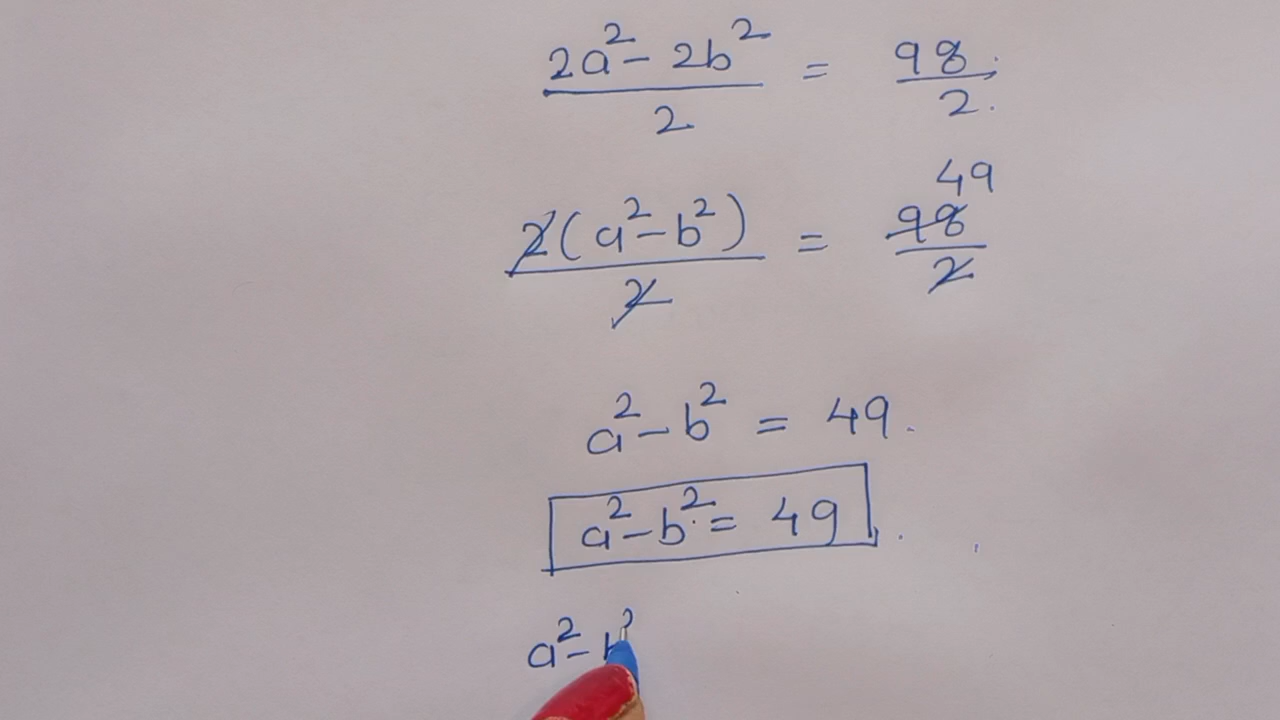 2a² - 2b² / 2 = 98 / 2.
2(a² - b²) / 2 = 98 / 2 49
a² - b² = 49.
a² - b² = 49.
a² - b²